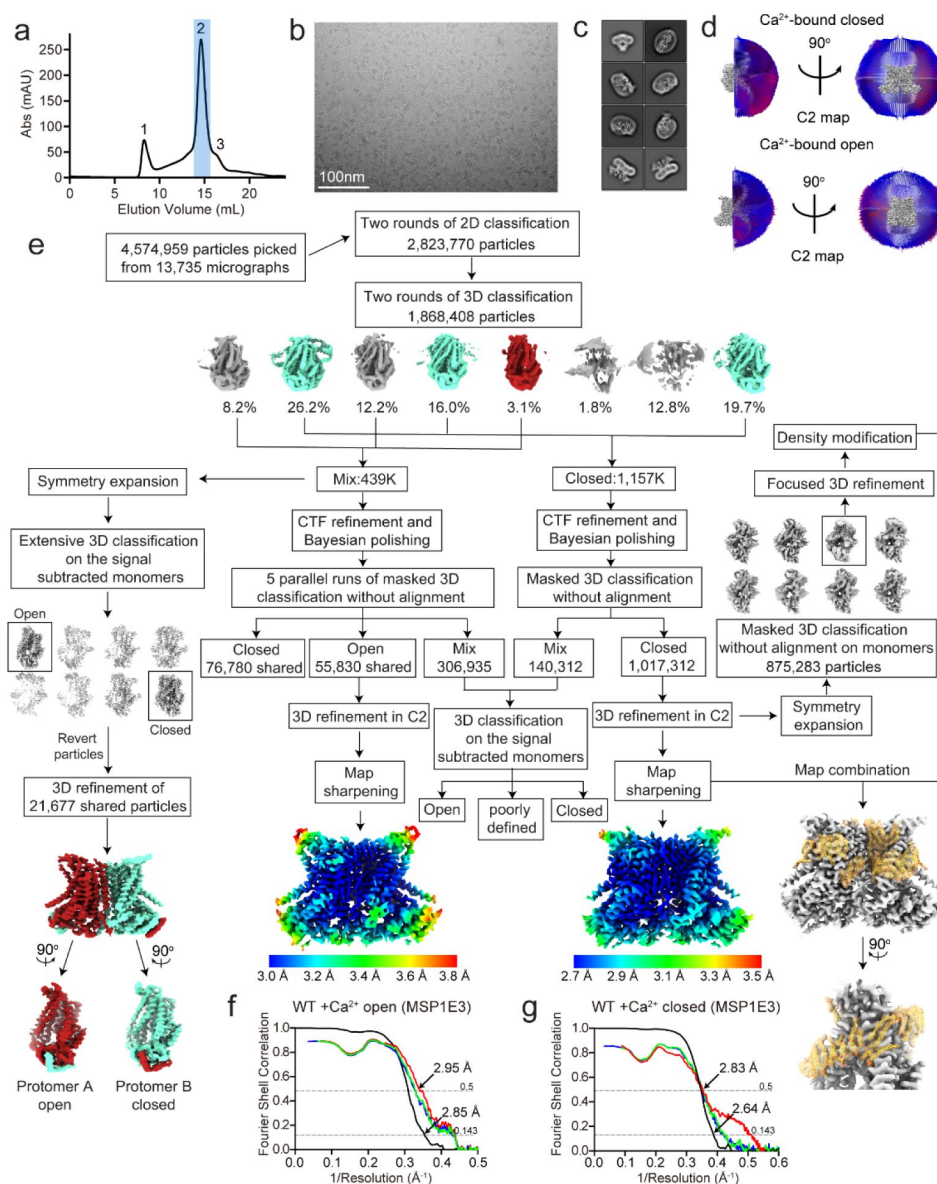 a
Abs (mAU)
250
200
150
100
50
0
1
2
3
0
5
10
15
20
Elution Volume (mL)
b
100nm
c
d
Ca²⁺-bound closed
90°
C2 map
Ca²⁺-bound open
90°
C2 map
e
4,574,959 particles picked
from 13,735 micrographs
Two rounds of 2D classification
2,823,770 particles
Two rounds of 3D classification
1,868,408 particles
8.2%
26.2%
12.2%
16.0%
3.1%
1.8%
12.8%
19.7%
Symmetry expansion
Extensive 3D classification
on the signal
subtracted monomers
Open
Closed
Revert
particles
3D refinement of
21,677 shared particles
90°
90°
Protomer A
open
Protomer B
closed
Mix:439K
CTF refinement and
Bayesian polishing
5 parallel runs of masked 3D
classification without alignment
Closed
76,780 shared
Open
55,830 shared
Mix
306,935
3D refinement in C2
Map
sharpening
3.0 Å
3.2 Å
3.4 Å
3.6 Å
3.8 Å
Closed:1,157K
CTF refinement and
Bayesian polishing
Masked 3D classification
without alignment
Mix
140,312
Closed
1,017,312
3D classification
on the signal
subtracted monomers
Open
poorly
defined
Closed
3D refinement in C2
Map
sharpening
2.7 Å
2.9 Å
3.1 Å
3.3 Å
3.5 Å
Density modification
Focused 3D refinement
Masked 3D classification
without alignment on monomers
875,283 particles
Symmetry
expansion
Map combination
90°
f
WT +Ca²⁺ open (MSP1E3)
Fourier Shell Correlation
1.0
0.8
0.6
0.4
0.2
0.0
2.95 Å
0.5
2.85 Å
0.143
0.0
0.1
0.2
0.3
0.4
0.5
1/Resolution (Å⁻¹)
g
WT +Ca²⁺ closed (MSP1E3)
Fourier Shell Correlation
1.0
0.8
0.6
0.4
0.2
0.0
2.83 Å
0.5
2.64 Å
0.143
0.0
0.1
0.2
0.3
0.4
0.5
0.6
1/Resolution (Å⁻¹)